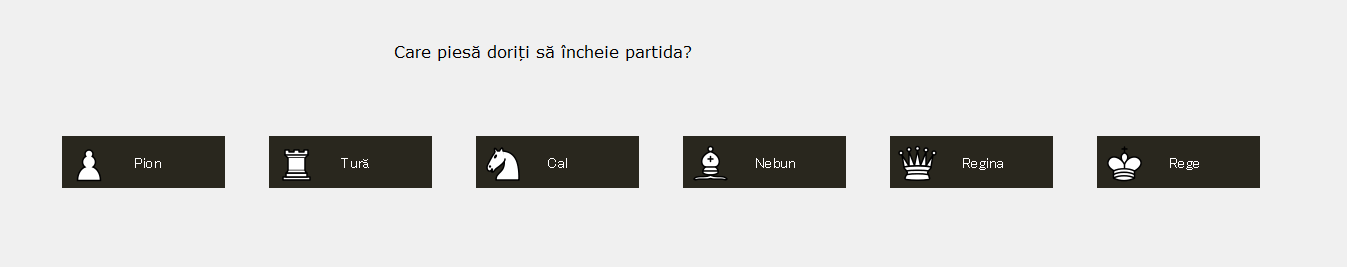 Care piesă doriți să încheie partida?
Pion
Tură
Cal
Nebun
Regina
Rege